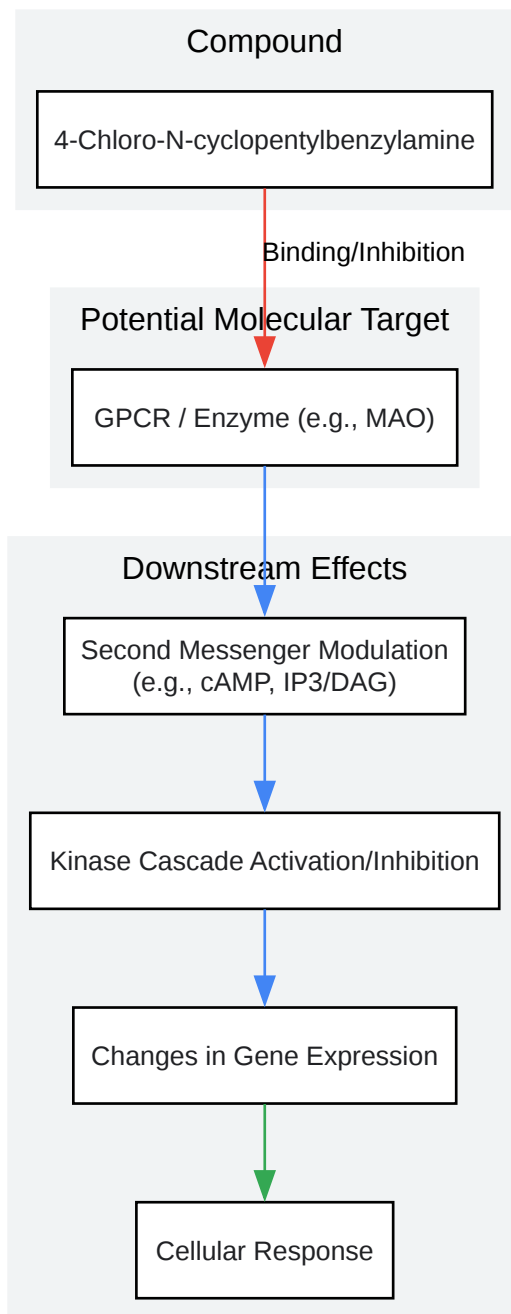 Compound
4-Chloro-N-cyclopentylbenzylamine
Binding/Inhibition
Potential Molecular Target
GPCR / Enzyme (e.g., MAO)
Downstream Effects
Second Messenger Modulation
(e.g., cAMP, IP3/DAG)
Kinase Cascade Activation/Inhibition
Changes in Gene Expression
Cellular Response